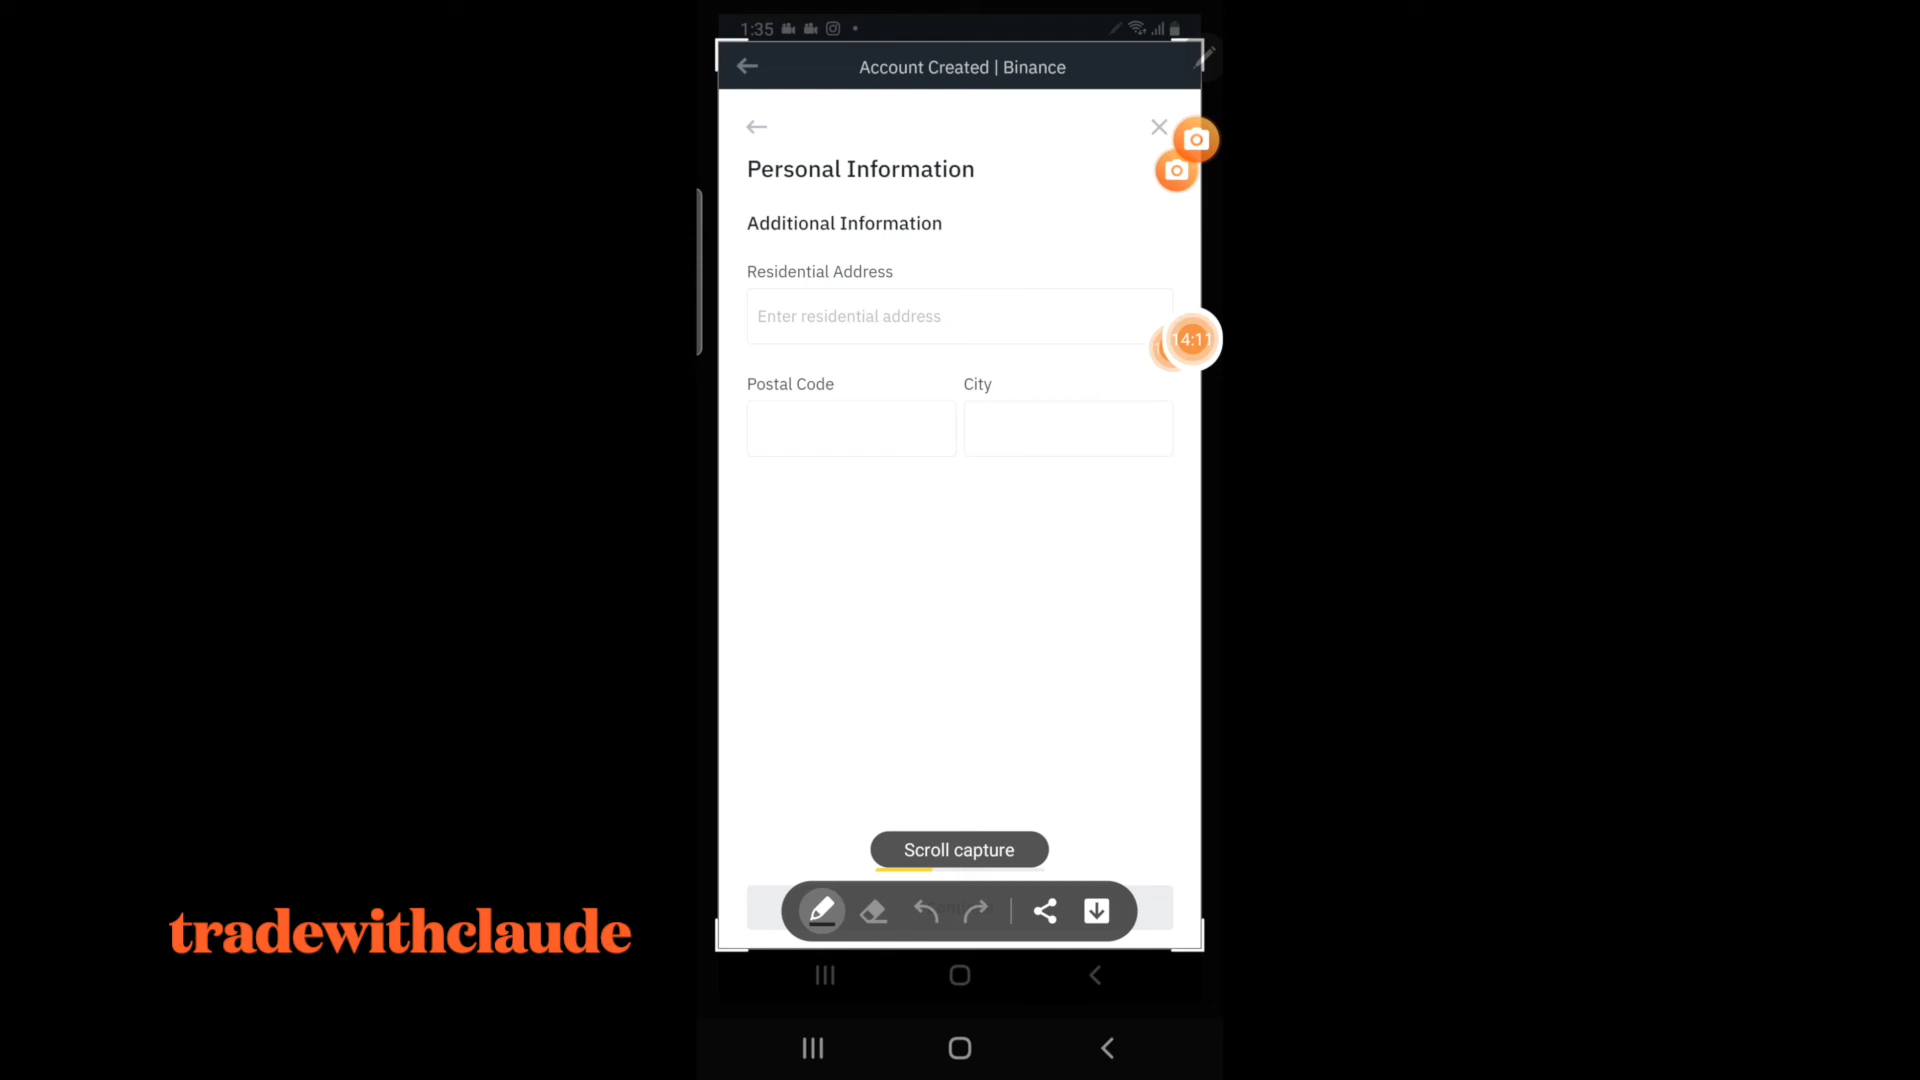 1:35
Account Created | Binance
Personal Information
Additional Information
Residential Address
Enter residential address
14:11
Postal Code City
Scroll capture
tradewithclaude